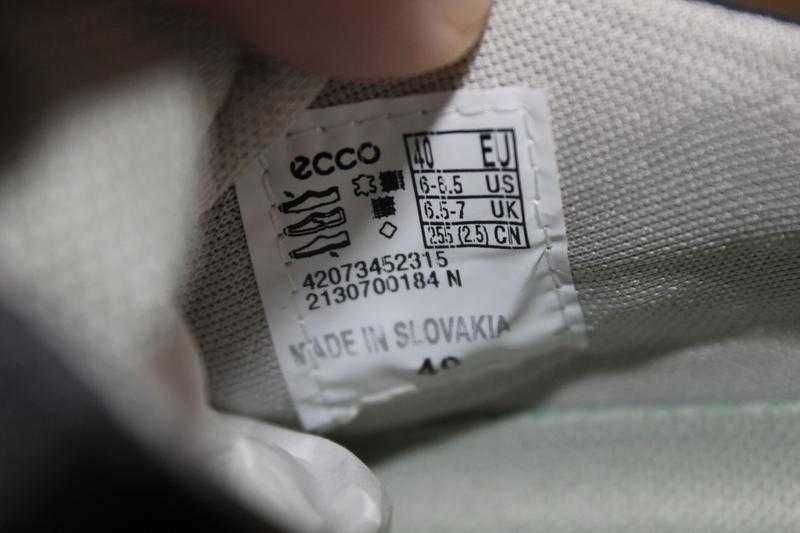 ecco
40 EU
6-6.5 US
6.5-7 UK
255 (2.5) CN
42073452315
2130700184 N
MADE IN SLOVAKIA